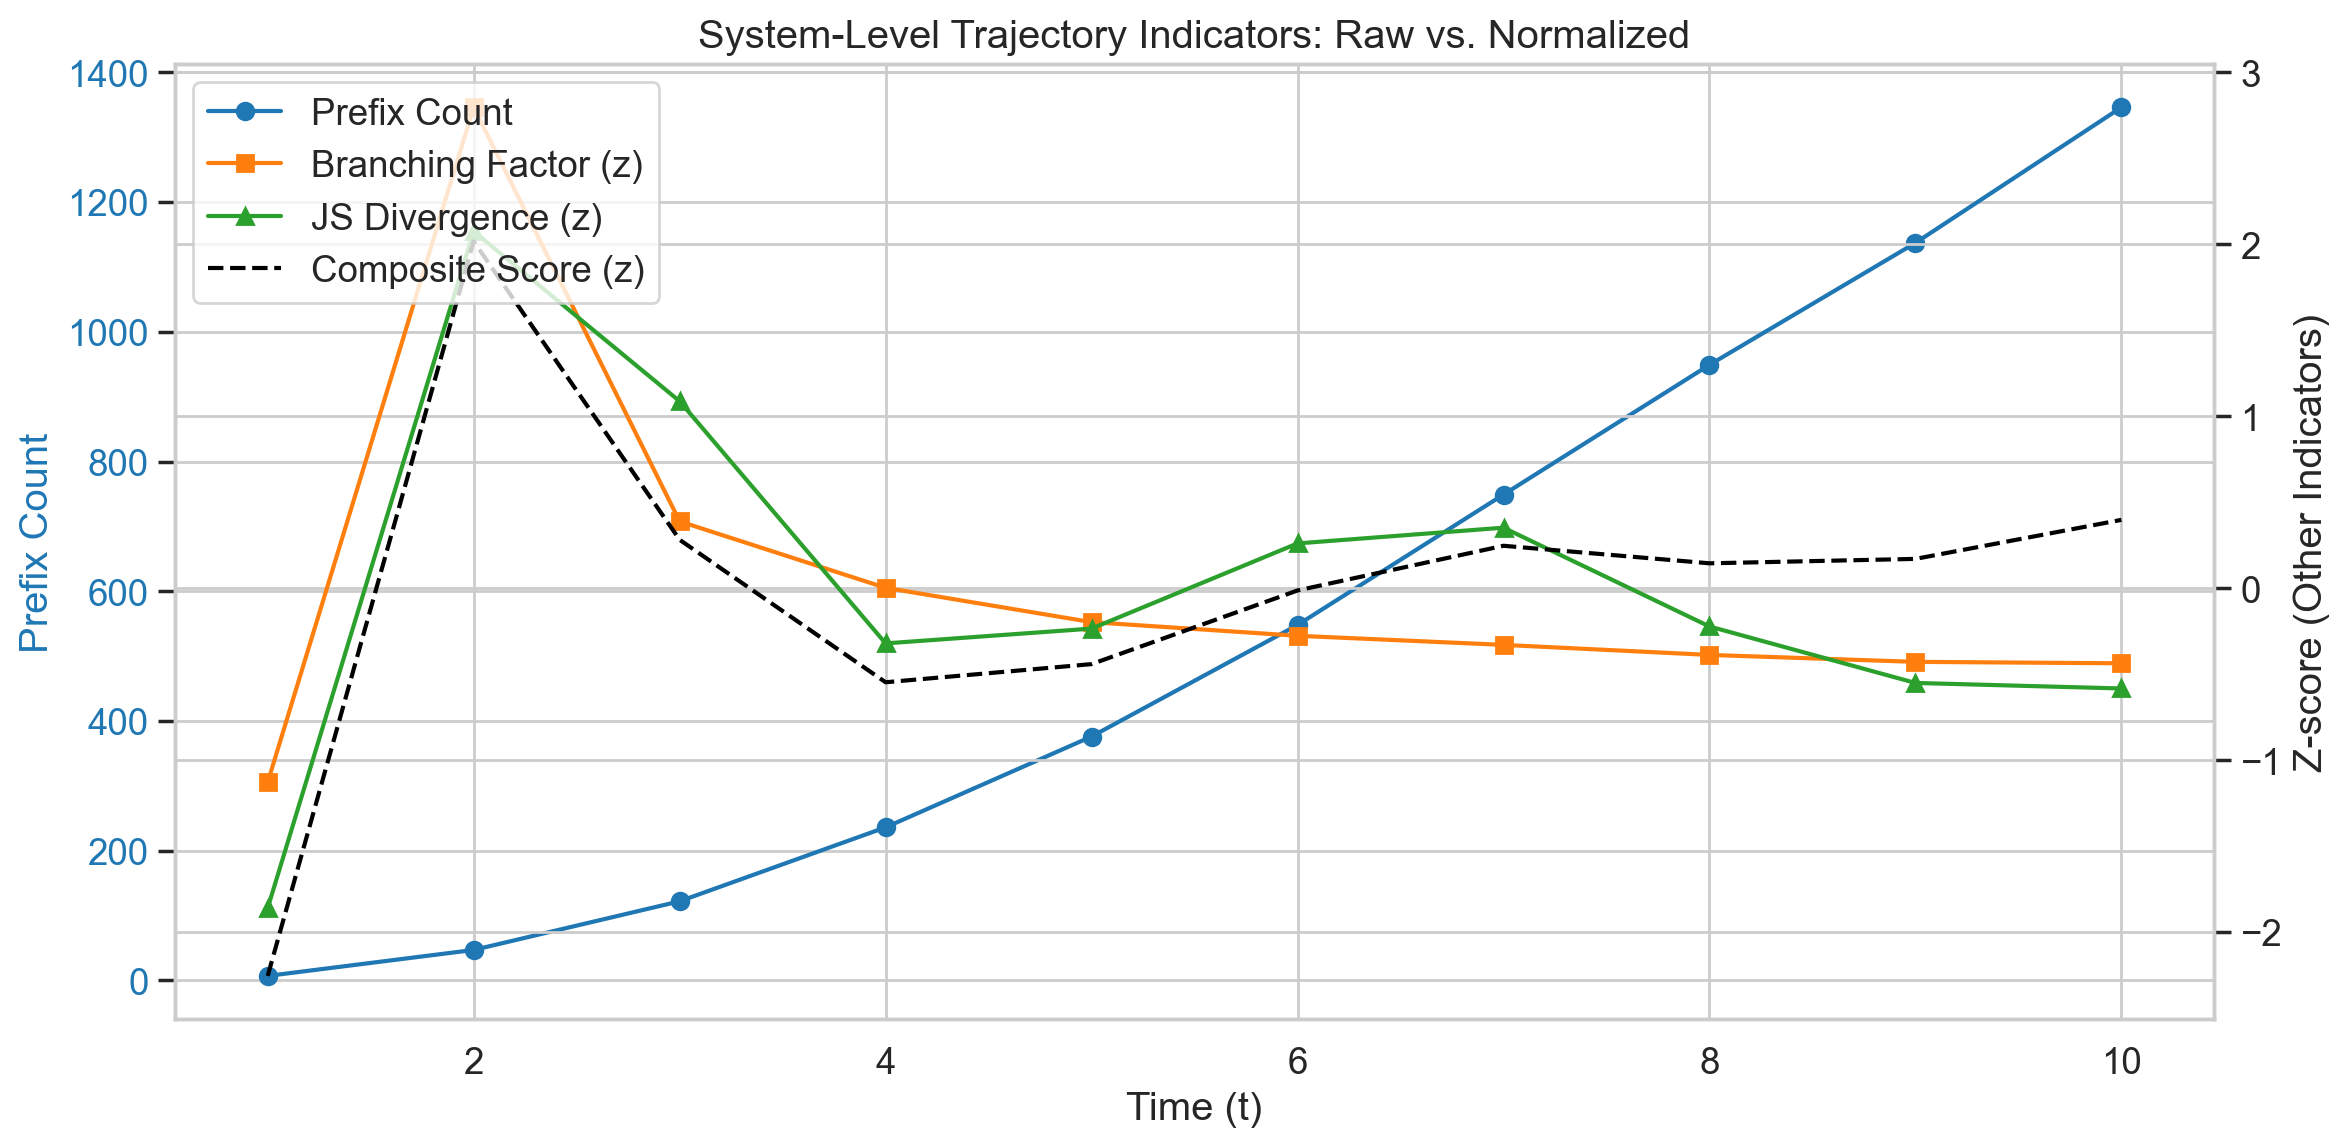 System-Level Trajectory Indicators: Raw vs. Normalized
Prefix Count
Branching Factor (z)
JS Divergence (z)
Composite Score (z)
1400
1200
1000
800
600
400
200
0
Prefix Count
3
2
1
0
−1
−2
Z-score (Other Indicators)
2 4 6 8 10
Time (t)